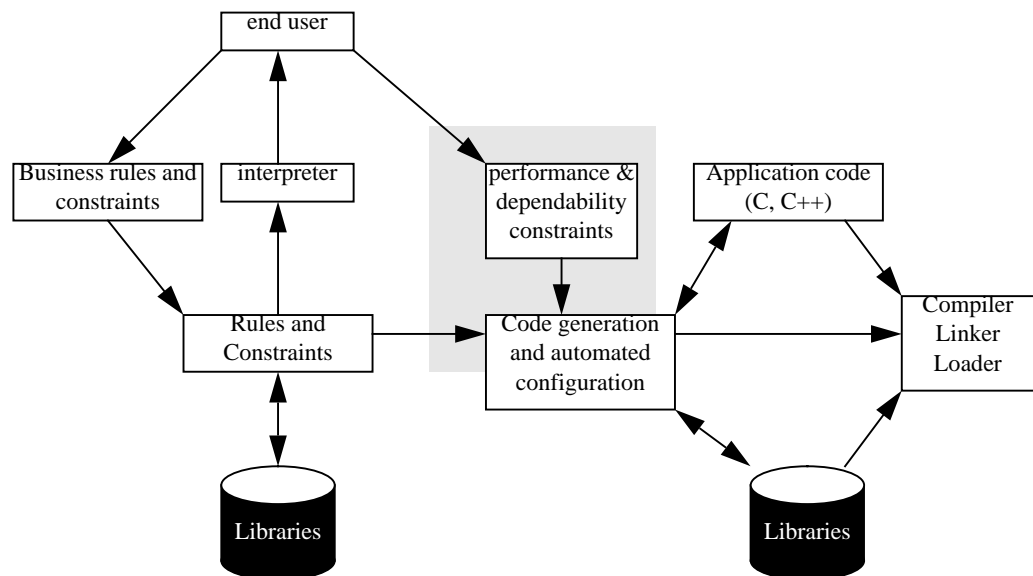 end user
Business rules and
constraints
interpreter
performance &
dependability
constraints
Application code
(C, C++)
Rules and
Constraints
Code generation
and automated
configuration
Compiler
Linker
Loader
Libraries
Libraries